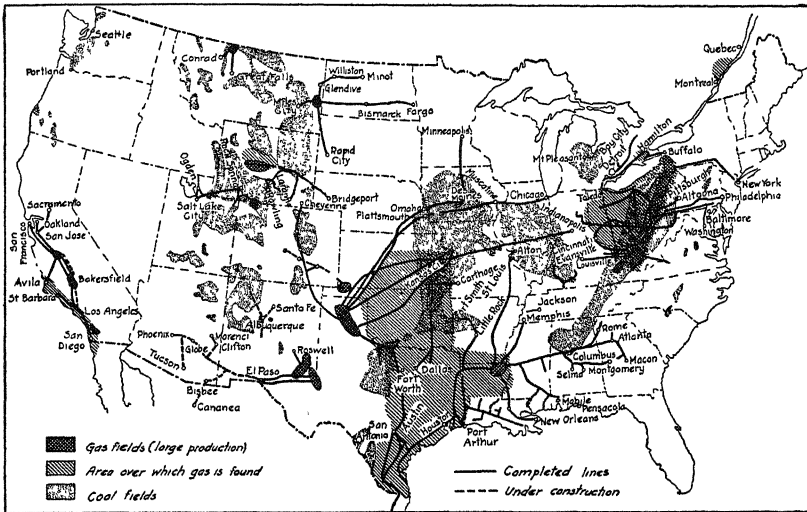 Seattle
Portland
Conrad
Great Falls
Williston
Minot
Glendive
City
Bismarck
Fargo
Rapid
City
Minneapolis
Quebec
Montreal
Bay City
Mt Pleasant
Detroit
Hamilton
Buffalo
New York
Pittsburgh
Altoona
Philadelphia
Baltimore
Washington
Toledo
Ogden
Salt Lake
City
Cheyenne
Bridgeport
Omaha
Plattsmouth
Des
Moines
Muscatine
Chicago
Indianapolis
Cincinnati
Evansville
Louisville
Alton
St Louis
Carthage
Ft Smith
Little Rock
Jackson
Memphis
Sacramento
Oakland
San Jose
San
Francisco
Avila
St Barbara
Bakersfield
Los Angeles
San
Diego
Santa Fe
Albuquerque
Phoenix
Globe
Morenci
Clifton
Tucson
Bisbee
Cananea
El Paso
Roswell
Fort
Worth
Dallas
Austin
San
Antonio
Houston
Port
Arthur
New Orleans
Mobile
Pensacola
Rome
Atlanta
Columbus
Macon
Selma
Montgomery
Gas fields (large production)
Area over which gas is found
Coal fields
Completed lines
Under construction